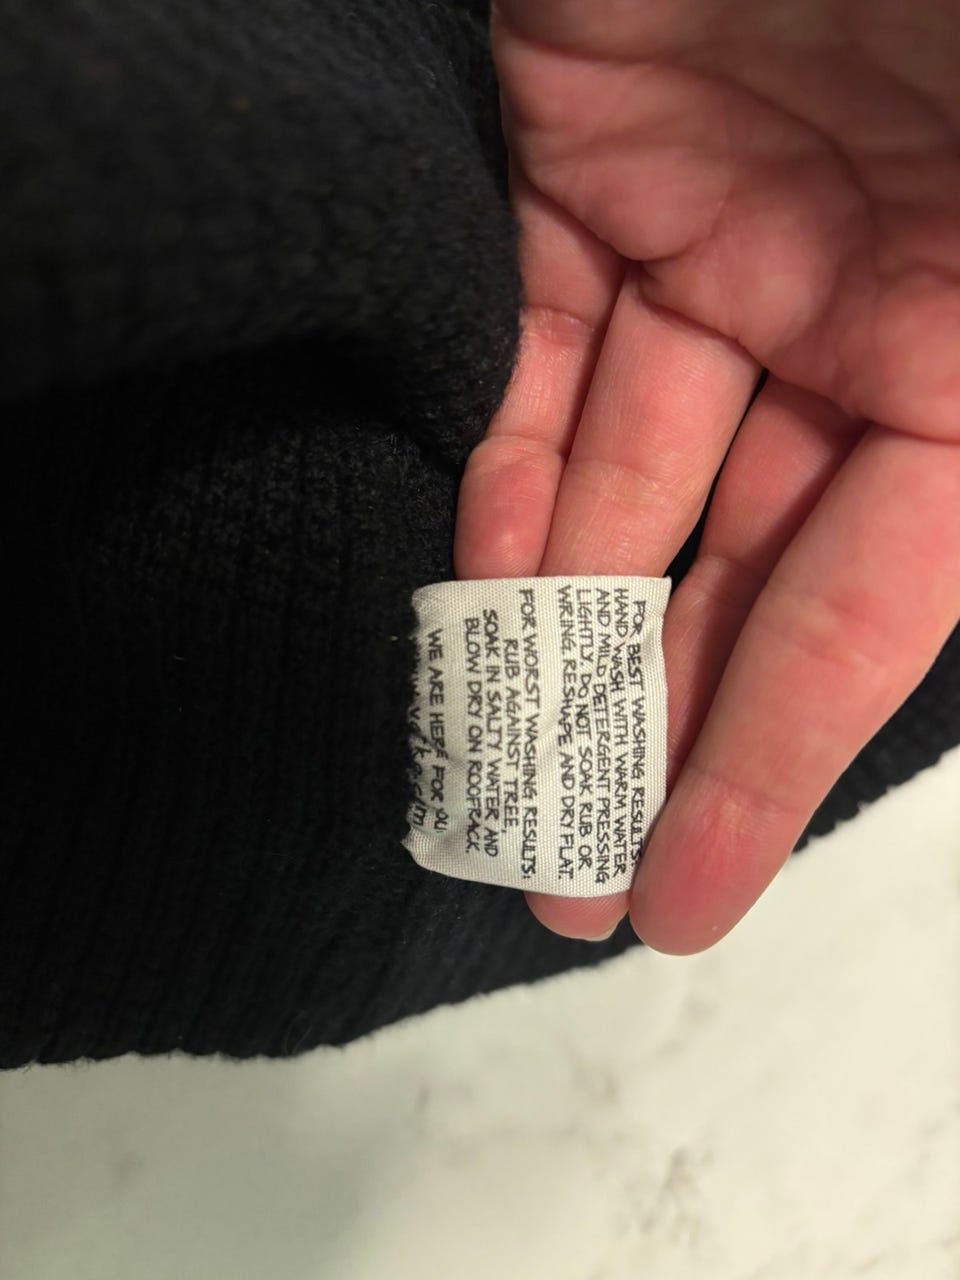 FOR BEST WASHING RESULTS:
HAND WASH WITH WARM WATER
AND MILD DETERGENT PRESSING
LIGHTLY. DO NOT SOAK RUB OR
WRING. RESHAPE AND DRY FLAT.
FOR WORST WASHING RESULTS:
RUB AGAINST TREE,
SOAK IN SALTY WATER AND
BLOW DRY ON ROOFRACK.
WE ARE HERE FOR